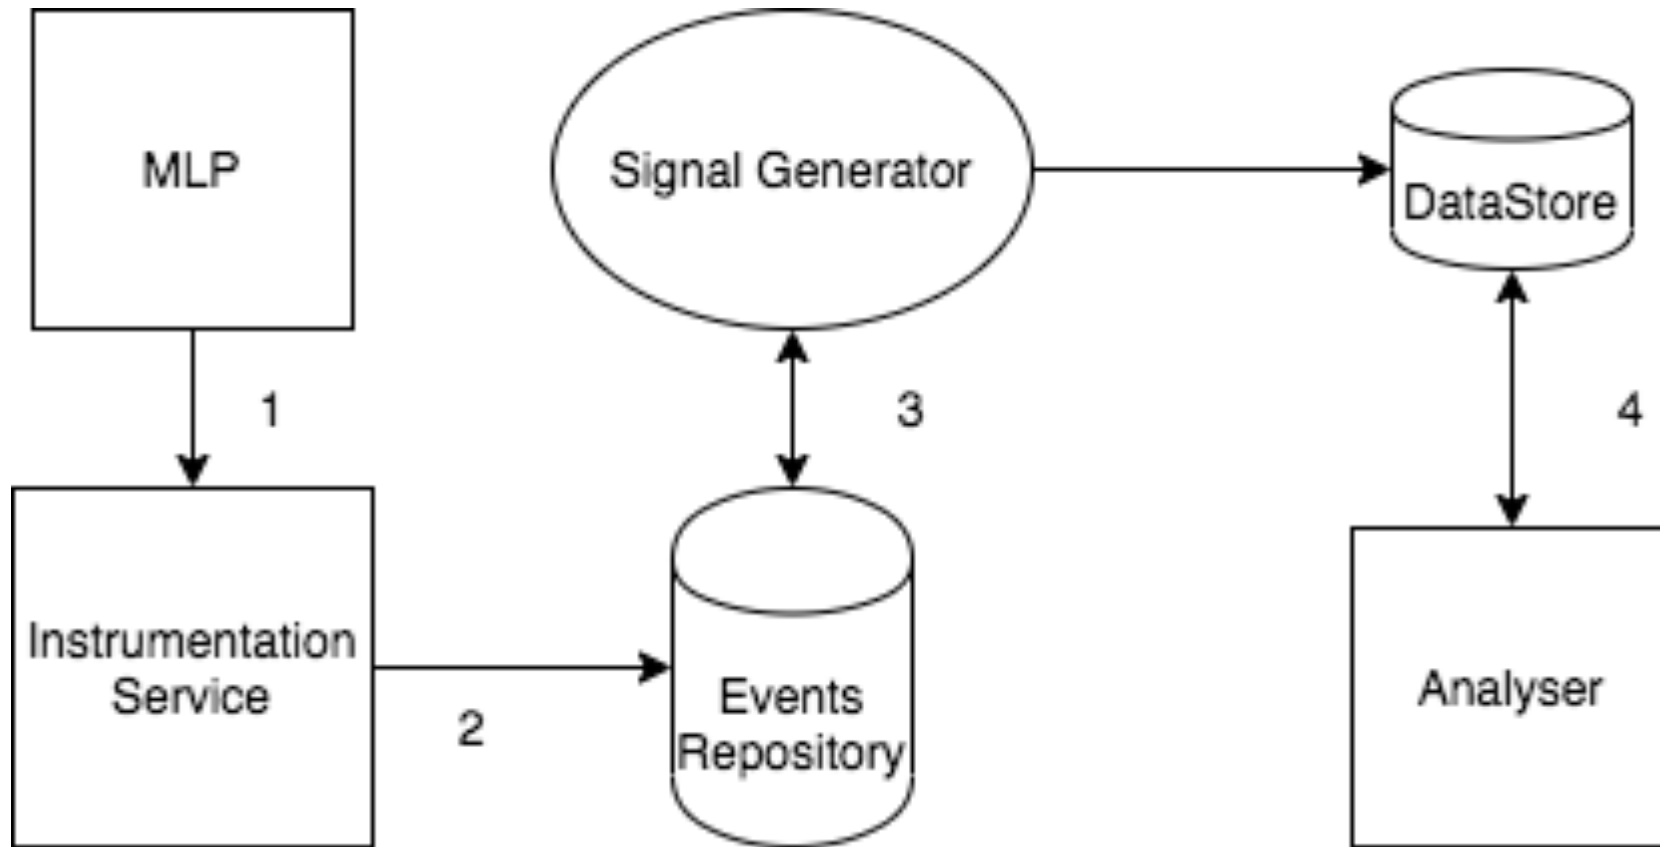 MLP
Signal Generator
DataStore
1
3
4
Instrumentation
Service
2
Events
Repository
Analyser